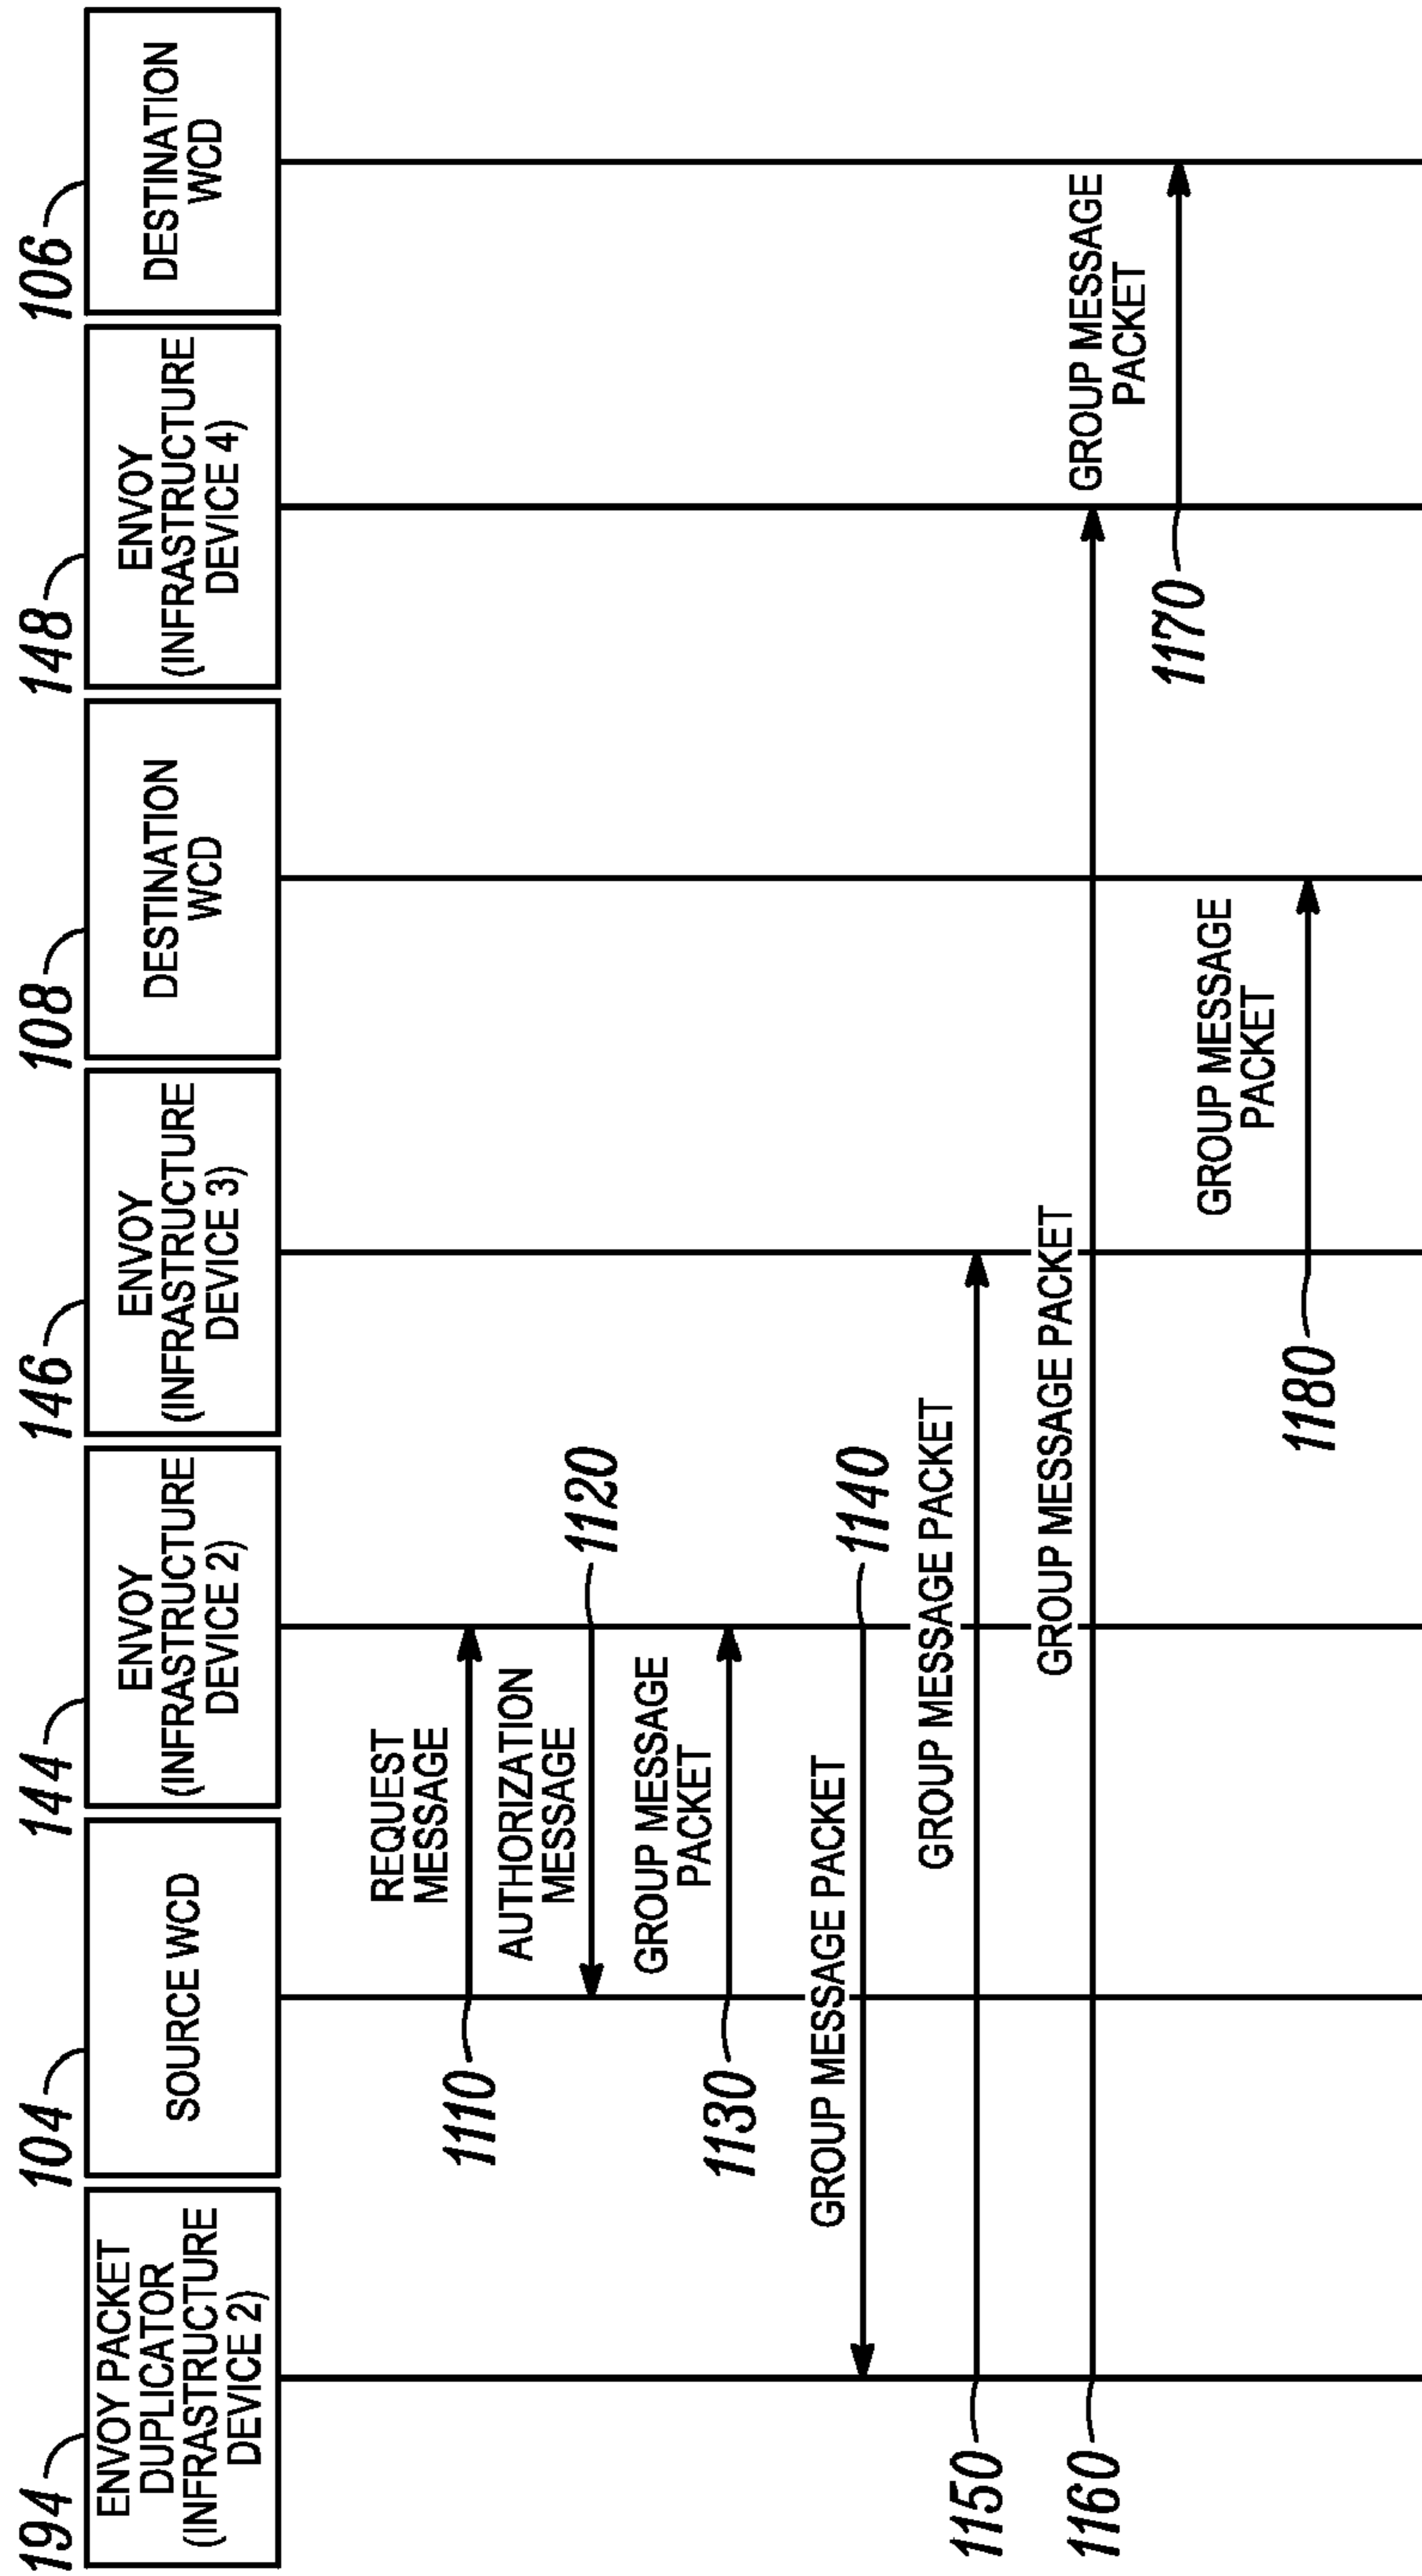 194
ENVOY PACKET
DUPLICATOR
(INFRASTRUCTURE
DEVICE 2)
104
SOURCE WCD
144
ENVOY
(INFRASTRUCTURE
DEVICE 2)
146
ENVOY
(INFRASTRUCTURE
DEVICE 3)
108
DESTINATION
WCD
148
ENVOY
(INFRASTRUCTURE
DEVICE 4)
106
DESTINATION
WCD
REQUEST
MESSAGE
1110
AUTHORIZATION
MESSAGE
1120
GROUP MESSAGE
PACKET
1130
GROUP MESSAGE PACKET
1140
GROUP MESSAGE PACKET
1150
GROUP MESSAGE PACKET
1160
GROUP MESSAGE
PACKET
1170
GROUP MESSAGE
PACKET
1180